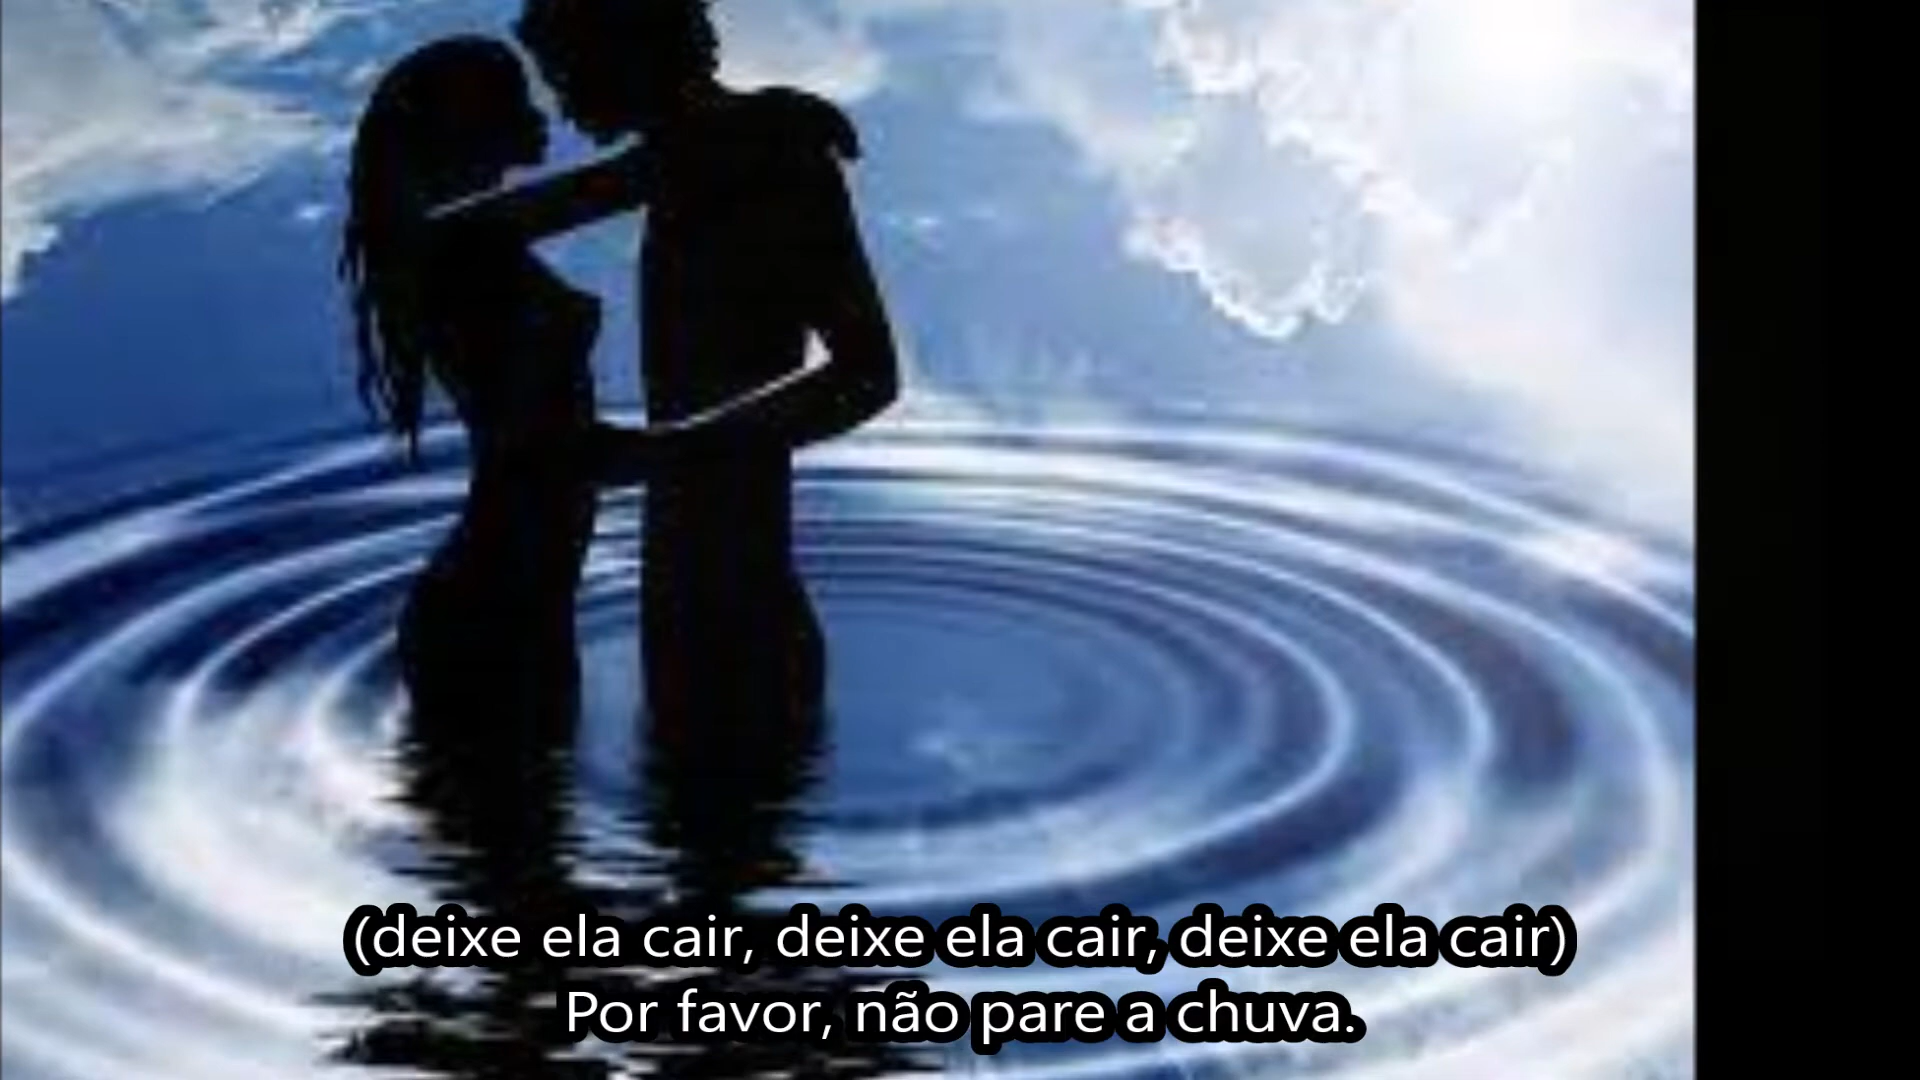 (deixe ela cair, deixe ela cair, deixe ela cair)
Por favor, não pare a chuva.